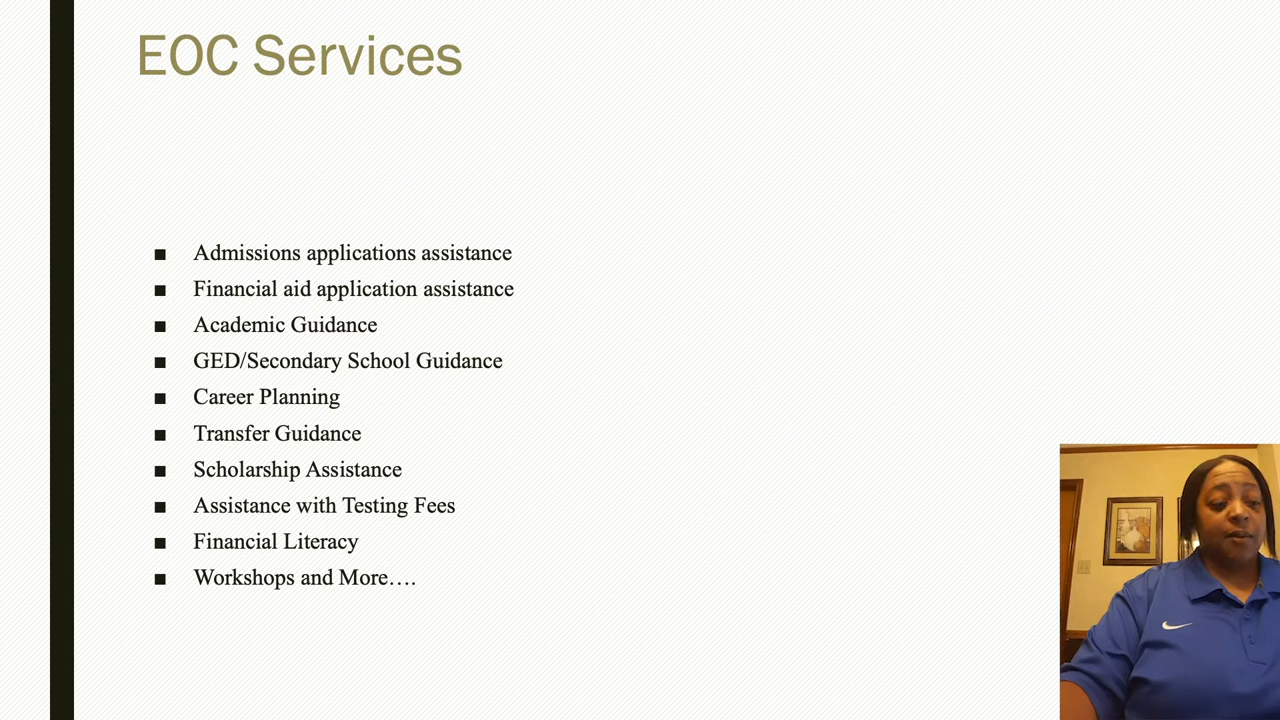 EOC Services
■ Admissions applications assistance
■ Financial aid application assistance
■ Academic Guidance
■ GED/Secondary School Guidance
■ Career Planning
■ Transfer Guidance
■ Scholarship Assistance
■ Assistance with Testing Fees
■ Financial Literacy
■ Workshops and More….